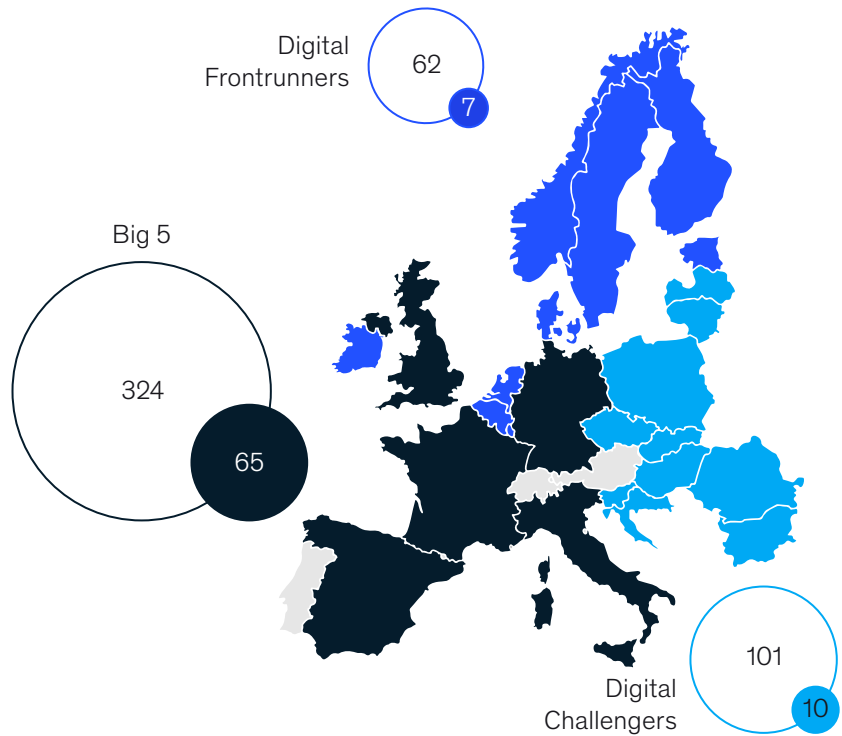 Digital
Frontrunners
62
7
Big 5
324
65
101
10
Digital
Challengers